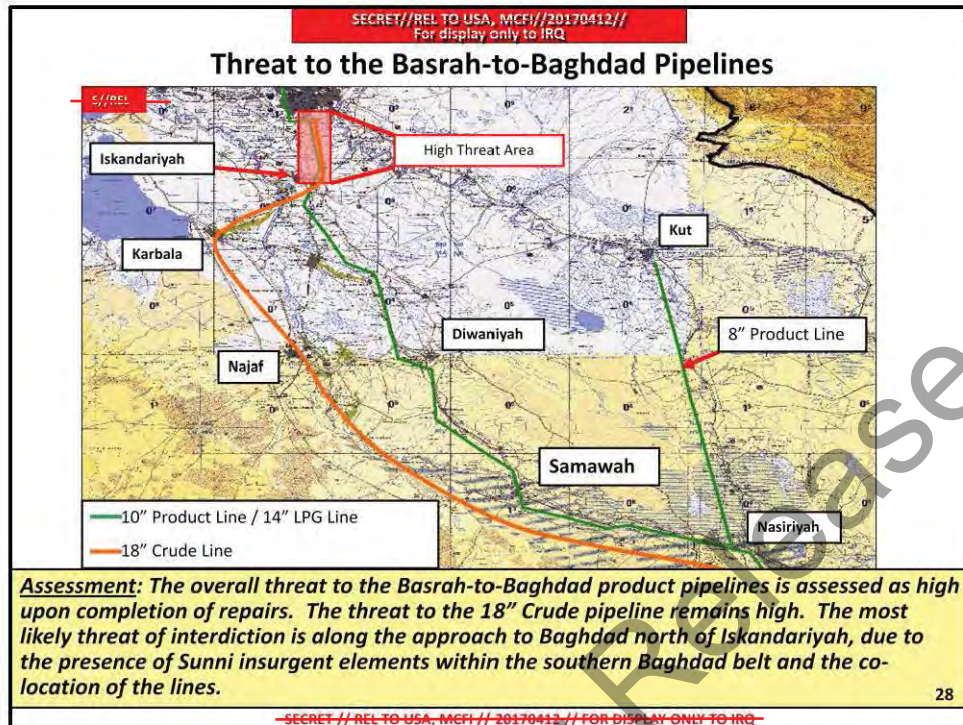 SECRET//REL TO USA, MCFI//20170412//
For display only to IRQ
Threat to the Basrah-to-Baghdad Pipelines
S//REL
Iskandariyah
High Threat Area
Karbala
Kut
Diwaniyah
8” Product Line
Najaf
Samawah
10” Product Line / 14” LPG Line
18” Crude Line
Nasiriyah
Release
Assessment: The overall threat to the Basrah-to-Baghdad product pipelines is assessed as high
upon completion of repairs. The threat to the 18” Crude pipeline remains high. The most
likely threat of interdiction is along the approach to Baghdad north of Iskandariyah, due to
the presence of Sunni insurgent elements within the southern Baghdad belt and the co-
location of the lines.
28
SECRET // REL TO USA, MCFI // 20170412 // FOR DISPLAY ONLY TO IRQ